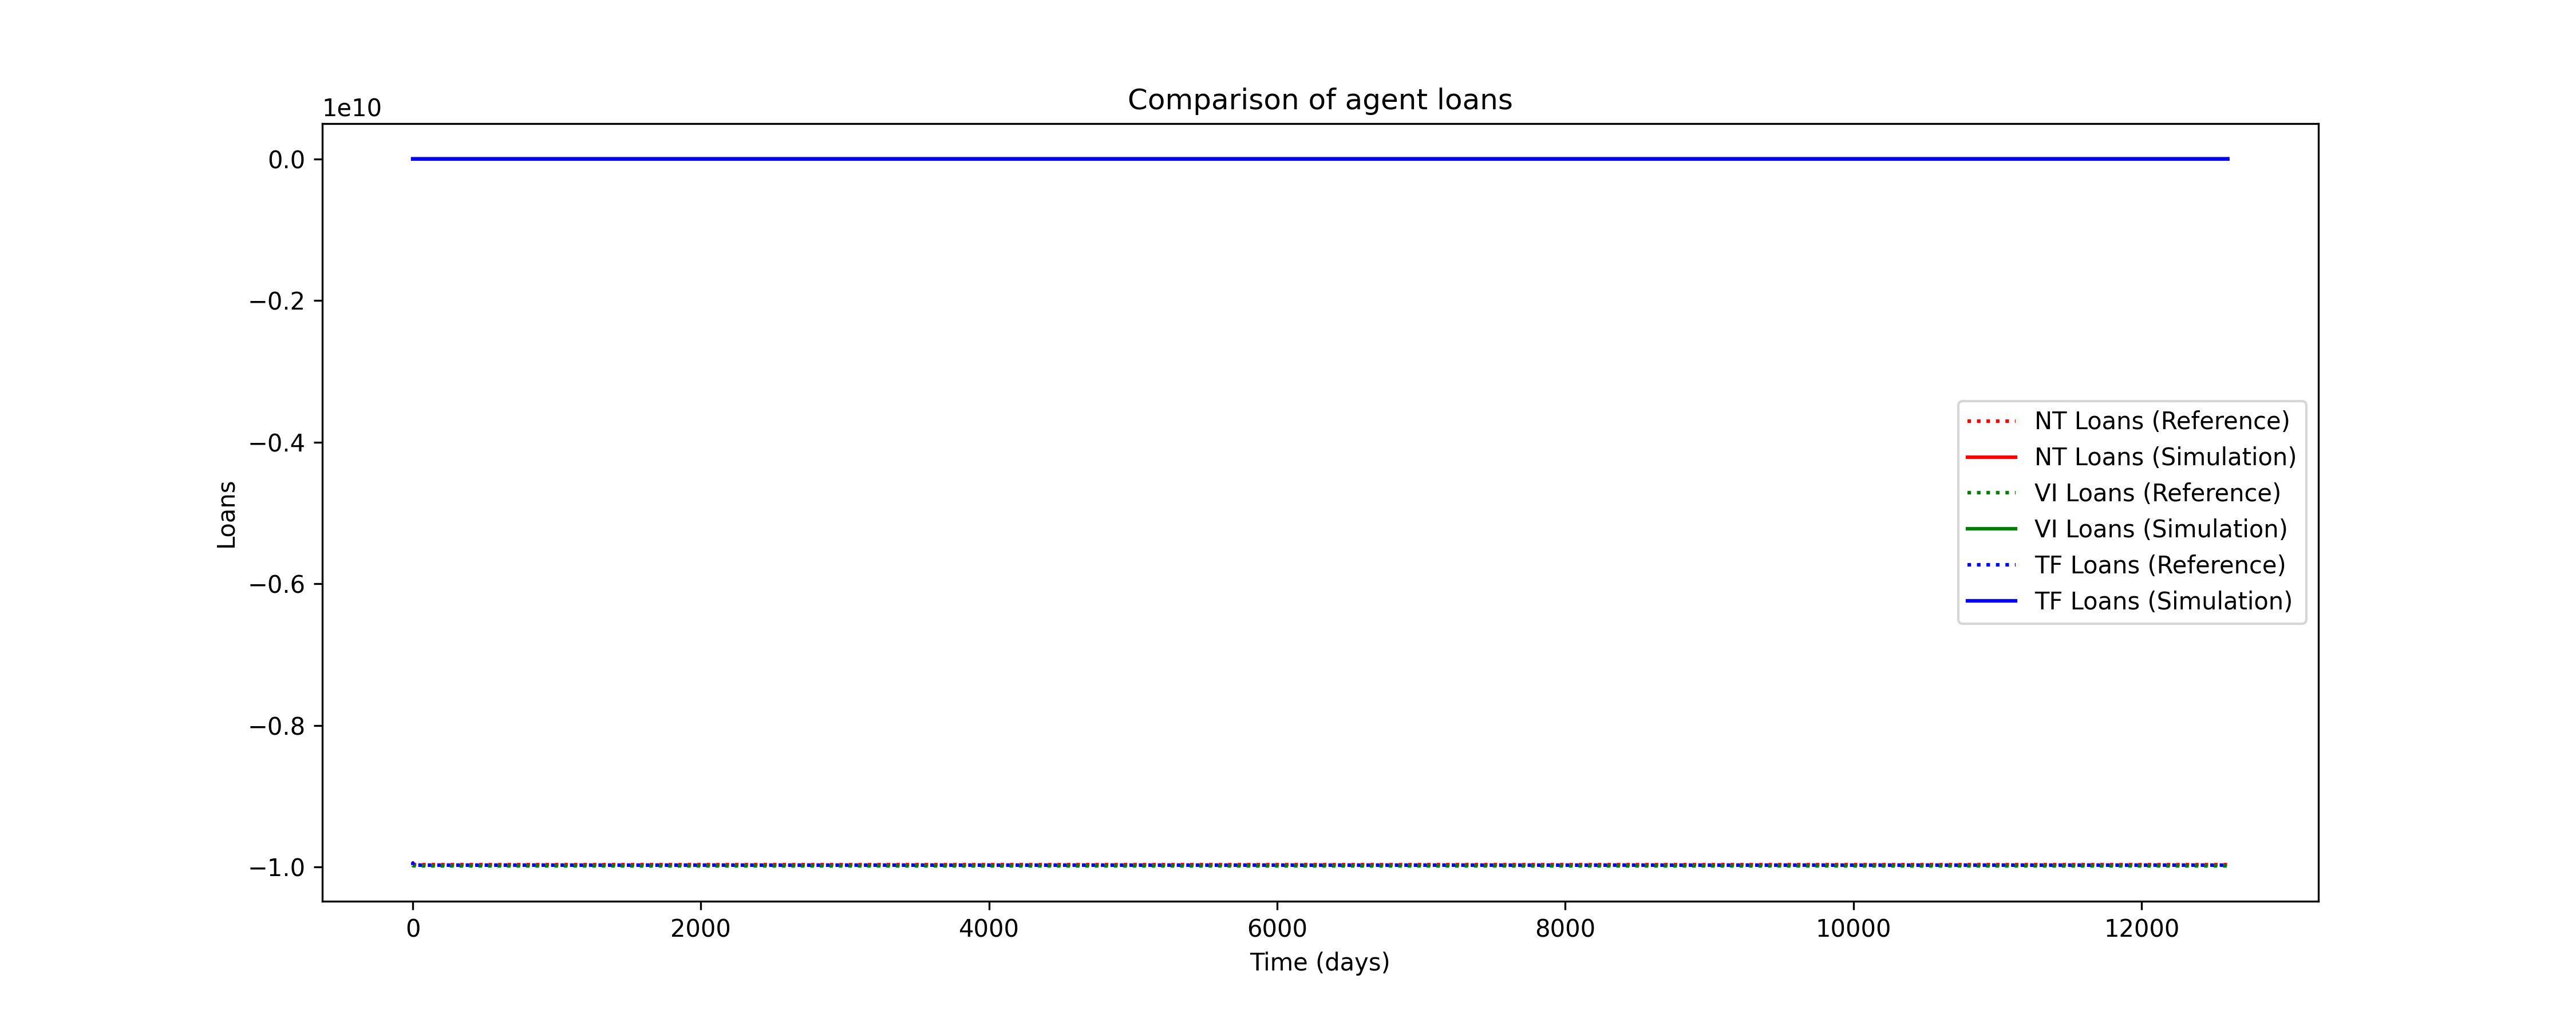 Comparison of agent loans
1e10
0.0
−0.2
−0.4
−0.6
−0.8
−1.0
Loans
NT Loans (Reference)
NT Loans (Simulation)
VI Loans (Reference)
VI Loans (Simulation)
TF Loans (Reference)
TF Loans (Simulation)
0 2000 4000 6000 8000 10000 12000
Time (days)